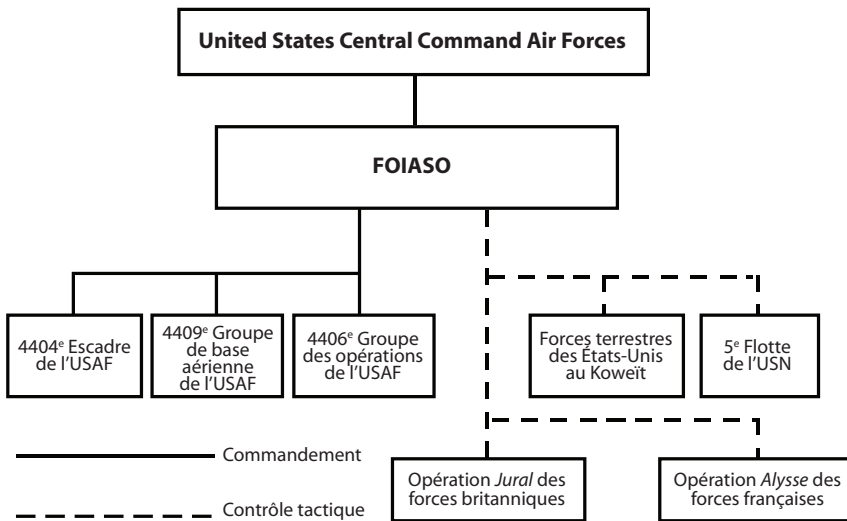 United States Central Command Air Forces
FOIASO
4404e Escadre
de l’USAF
4409e Groupe
de base
aérienne
de l’USAF
4406e Groupe
des opérations
de l’USAF
Forces terrestres
des États-Unis
au Koweït
5e Flotte
de l’USN
Commandement
Contrôle tactique
Opération Jural des
forces britanniques
Opération Alysse des
forces françaises